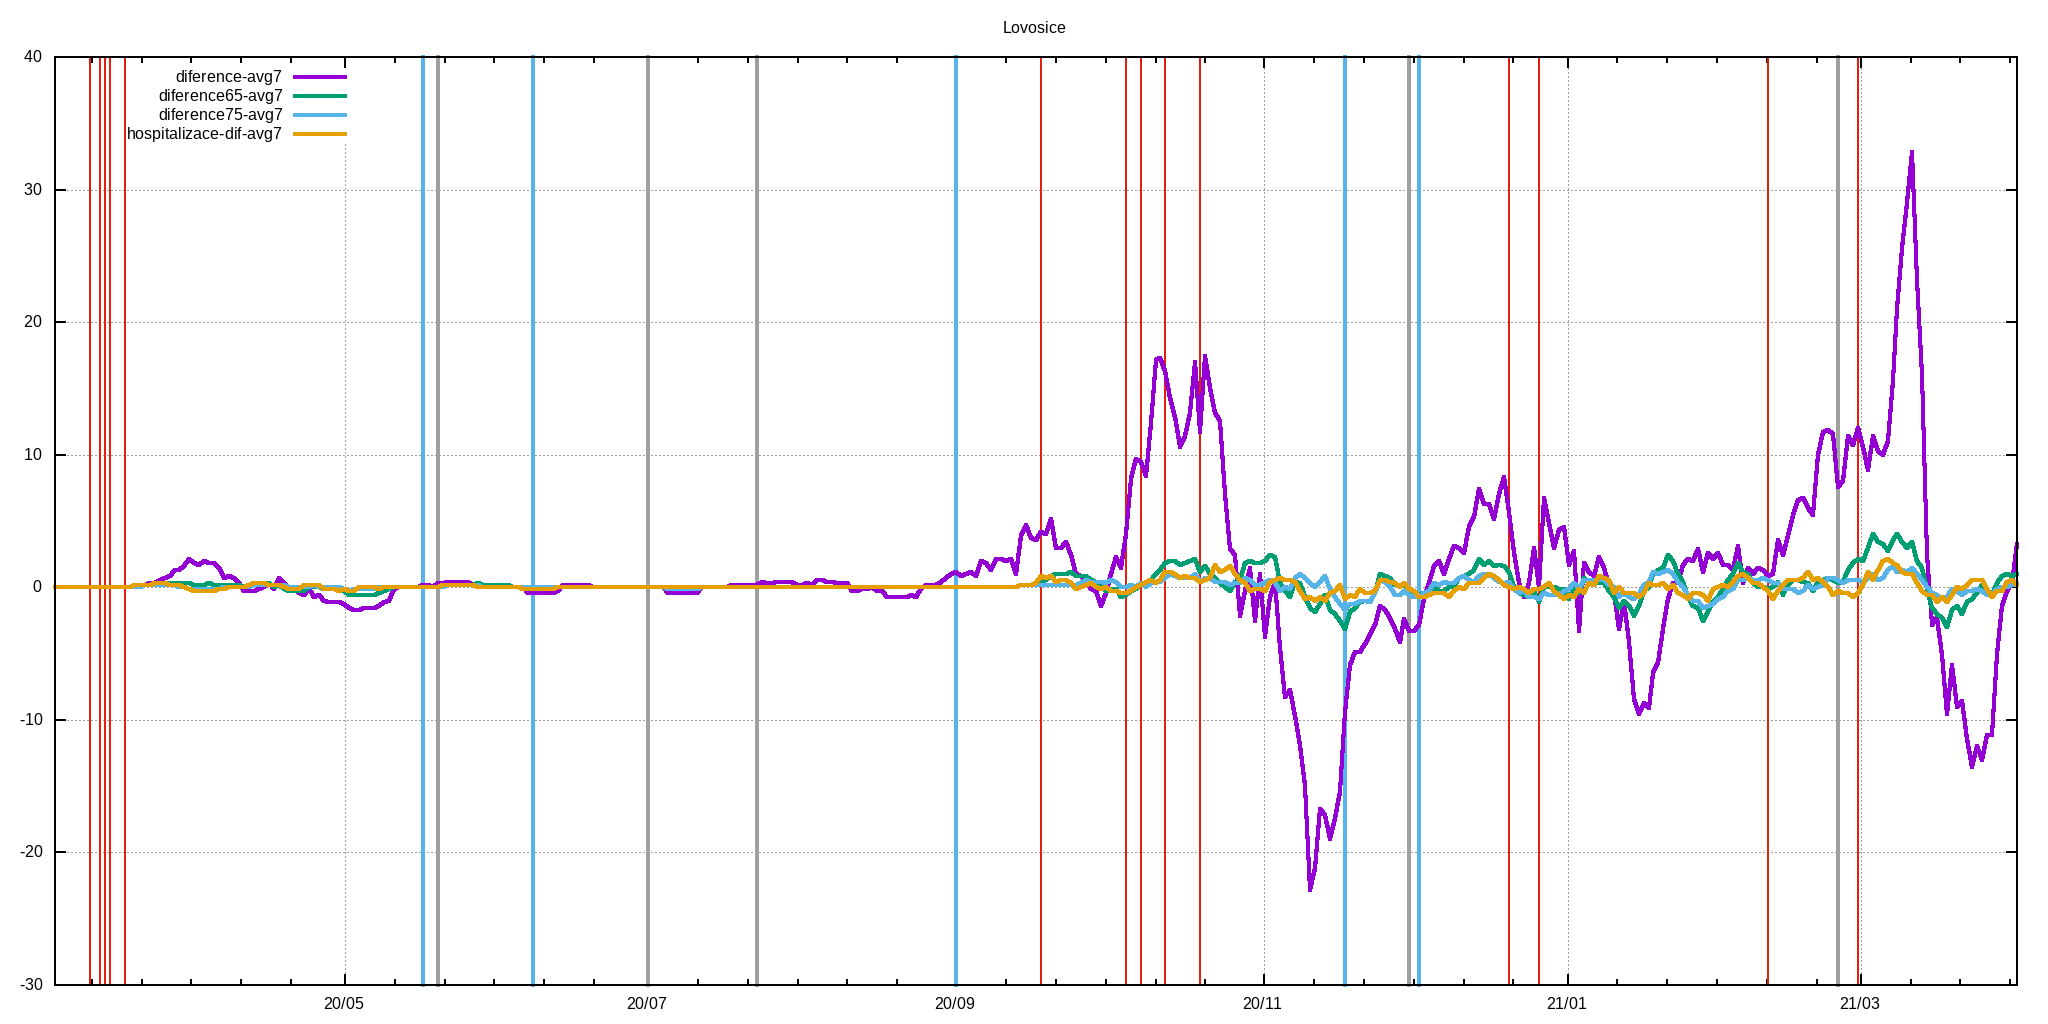 Lovosice
40
30
20
10
0
-10
-20
-30
diference-avg7
diference65-avg7
diference75-avg7
hospitalizace-dif-avg7
20/05 20/07 20/09 20/11 21/01 21/03